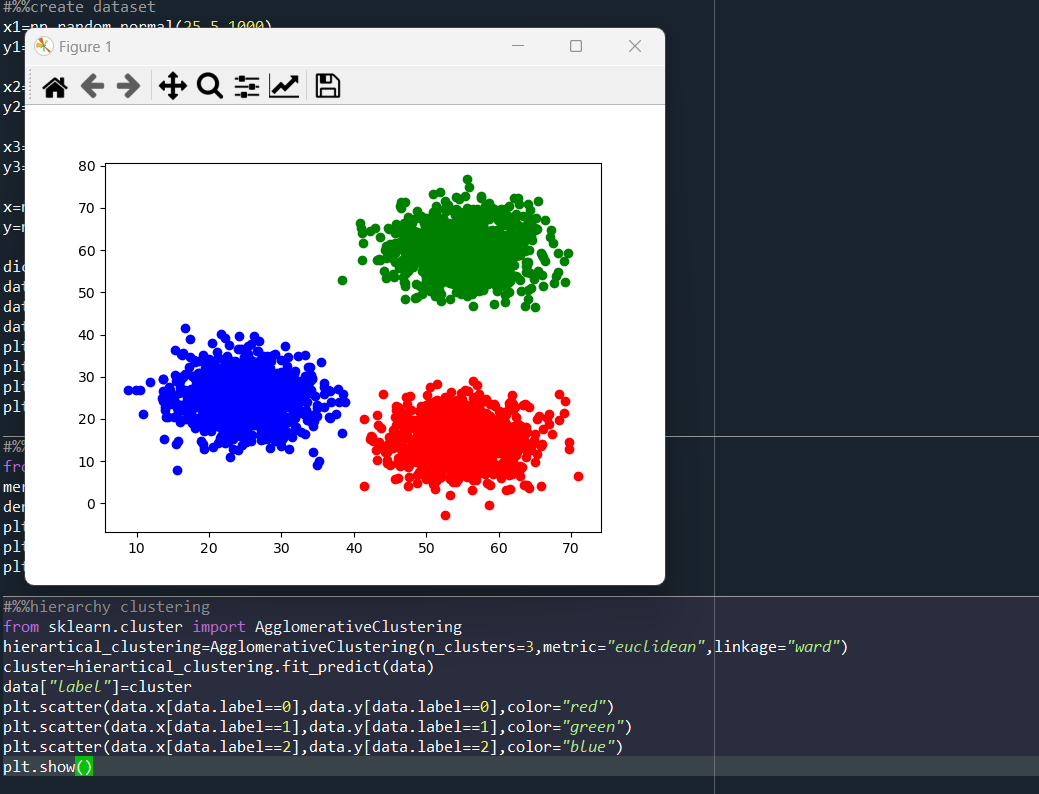 #%%create dataset
x1=np.random.normal(25,5,1000)
y1=
Figure 1
x2=
y2=
x3=
y3=
x=
y=
dic
dat
dat
dat
plt
plt
plt
plt
80
70
60
50
40
30
20
10
0
10 20 30 40 50 60 70
#%%
fro
mer
den
plt
plt
plt
#%%hierarchy clustering
from sklearn.cluster import AgglomerativeClustering
hierartical_clustering=AgglomerativeClustering(n_clusters=3,metric="euclidean",linkage="ward")
cluster=hierartical_clustering.fit_predict(data)
data["label"]=cluster
plt.scatter(data.x[data.label==0],data.y[data.label==0],color="red")
plt.scatter(data.x[data.label==1],data.y[data.label==1],color="green")
plt.scatter(data.x[data.label==2],data.y[data.label==2],color="blue")
plt.show()